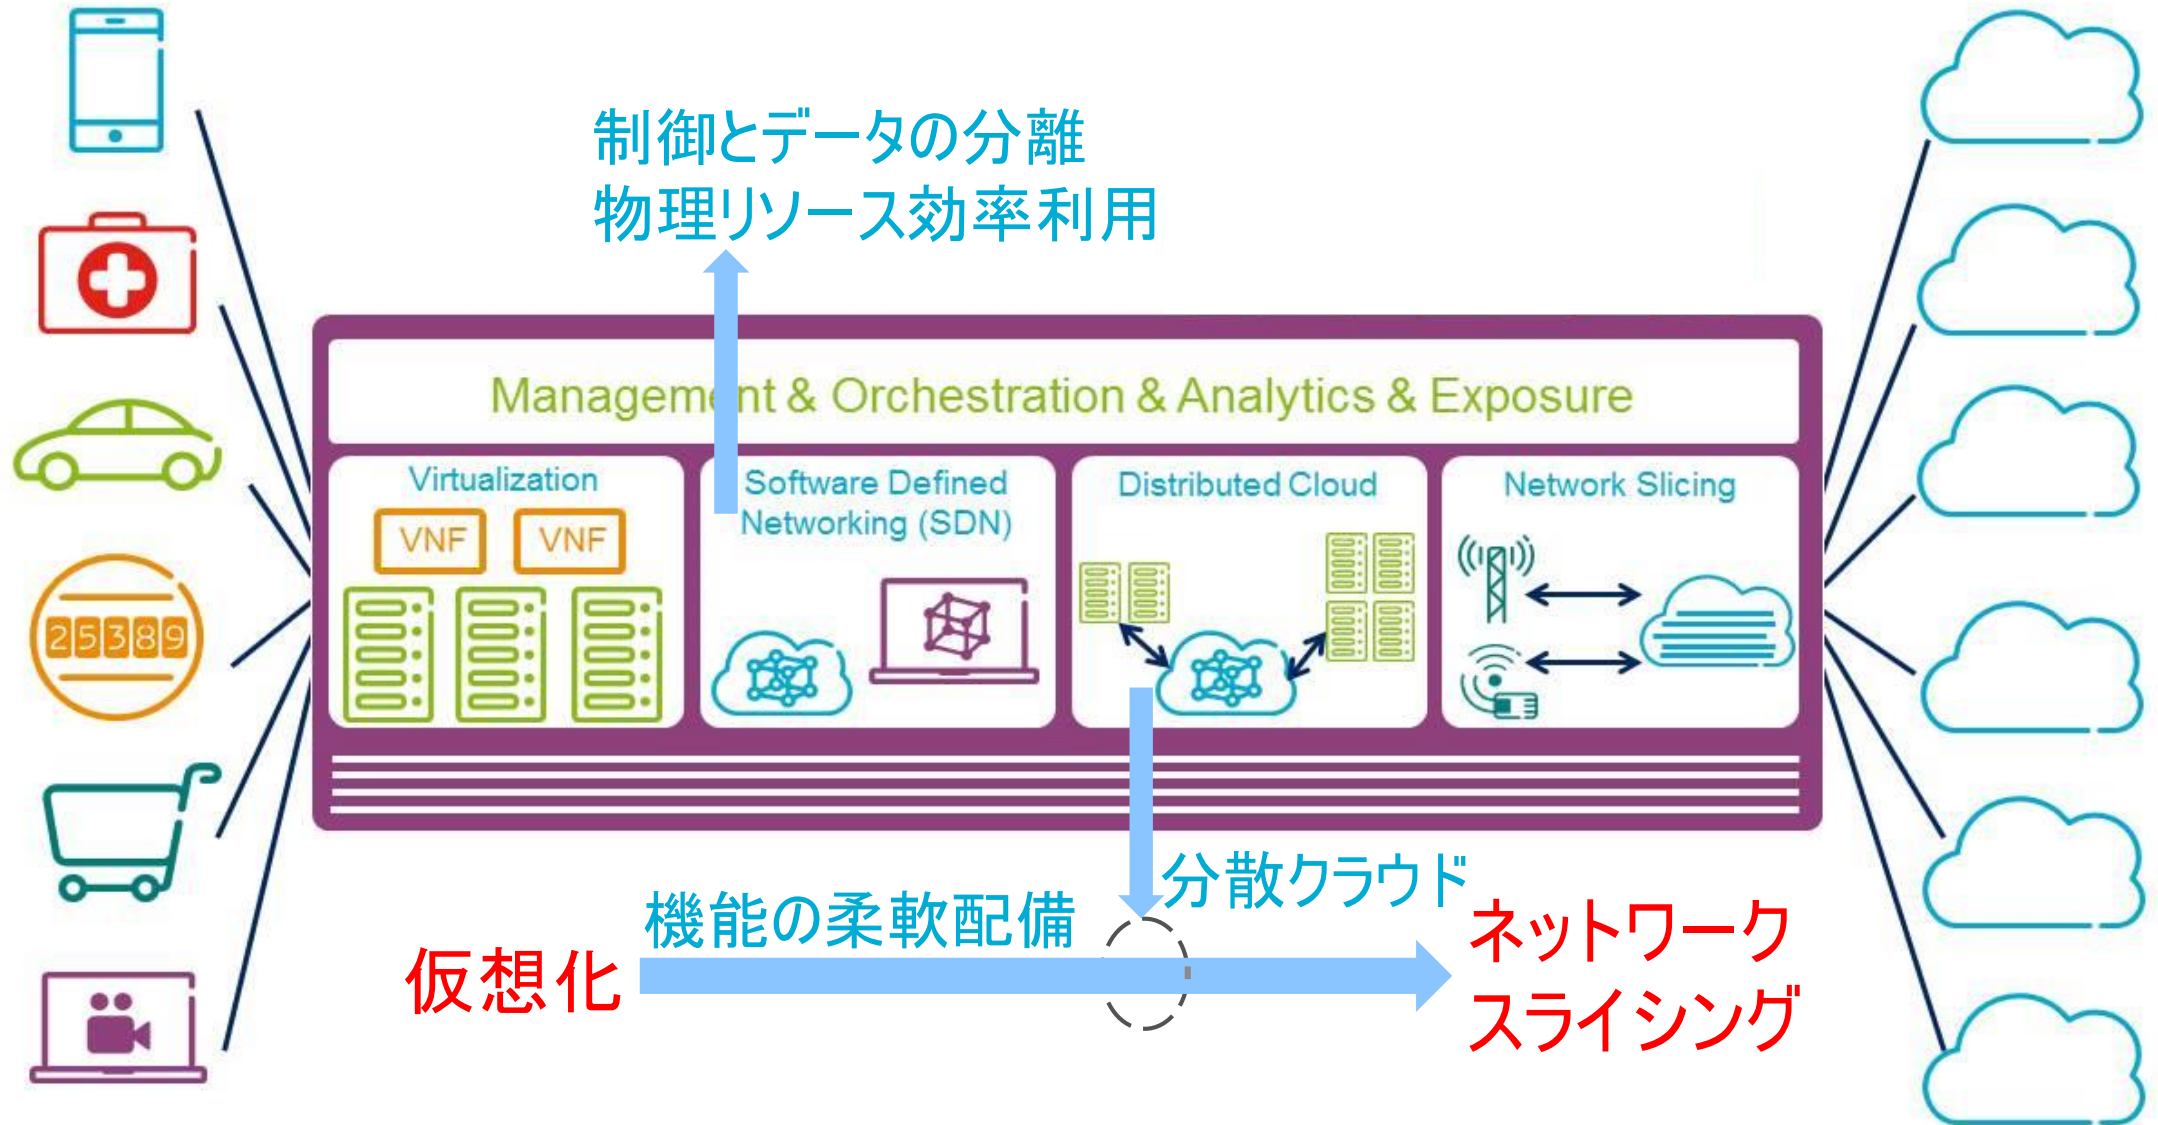 制御とデータの分離
物理リソース効率利用
Management & Orchestration & Analytics & Exposure
Virtualization
VNF VNF
Software Defined
Networking (SDN)
Distributed Cloud
Network Slicing
25389
分散クラウド
機能の柔軟配備
仮想化
ネットワーク
スライシング